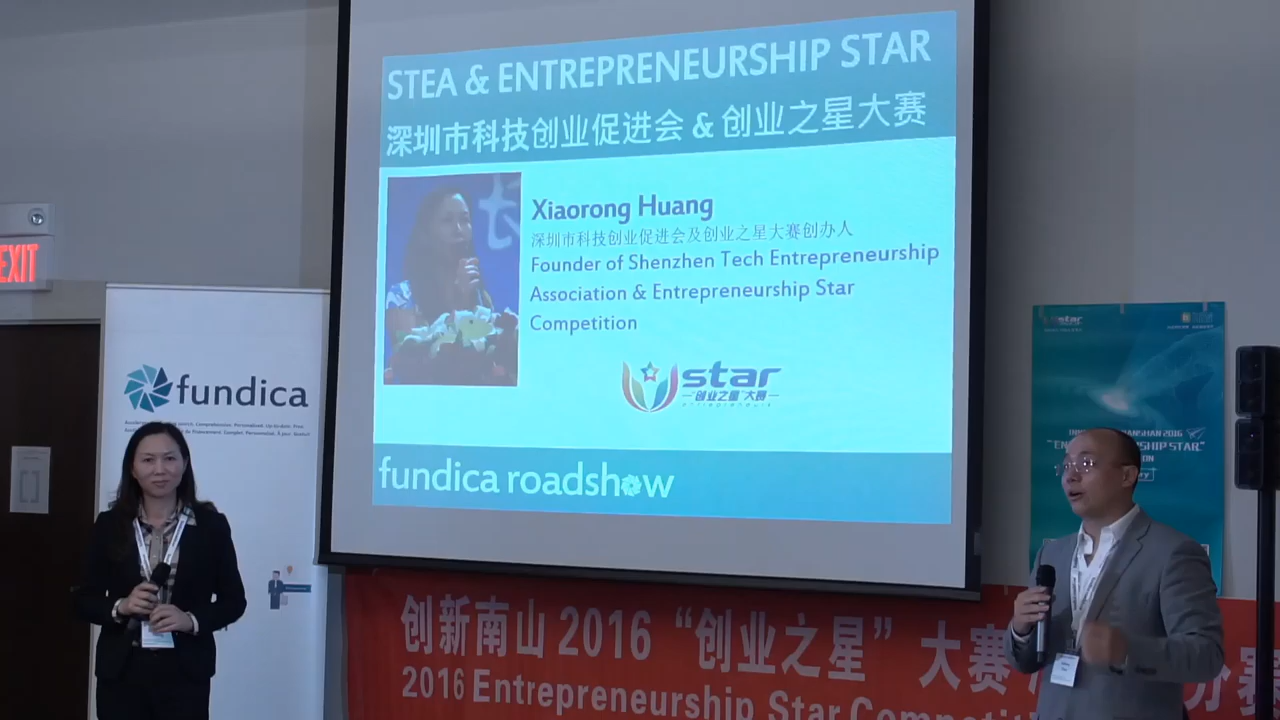 STEA & ENTREPRENEURSHIP STAR
深圳市科技创业促进会 & 创业之星大赛
Xiaorong Huang
深圳市科技创业促进会及创业之星大赛创办人
Founder of Shenzhen Tech Entrepreneurship
Association & Entrepreneurship Star
Competition
star
创业之星 大赛
fundica roadshow
EXIT
fundica
创新南山 2016 “创业之星” 大赛
2016 Entrepreneurship Star